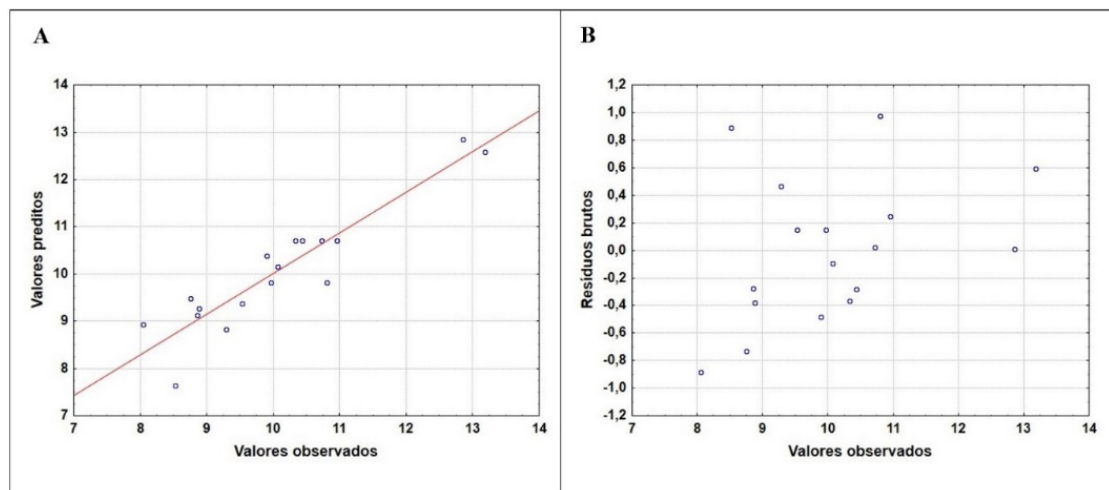 A
14
13
12
11
10
9
8
7
7 8 9 10 11 12 13 14
Valores preditos
Valores observados
B
1,2
1,0
0,8
0,6
0,4
0,2
0,0
-0,2
-0,4
-0,6
-0,8
-1,0
-1,2
7 8 9 10 11 12 13 14
Resíduos brutos
Valores observados